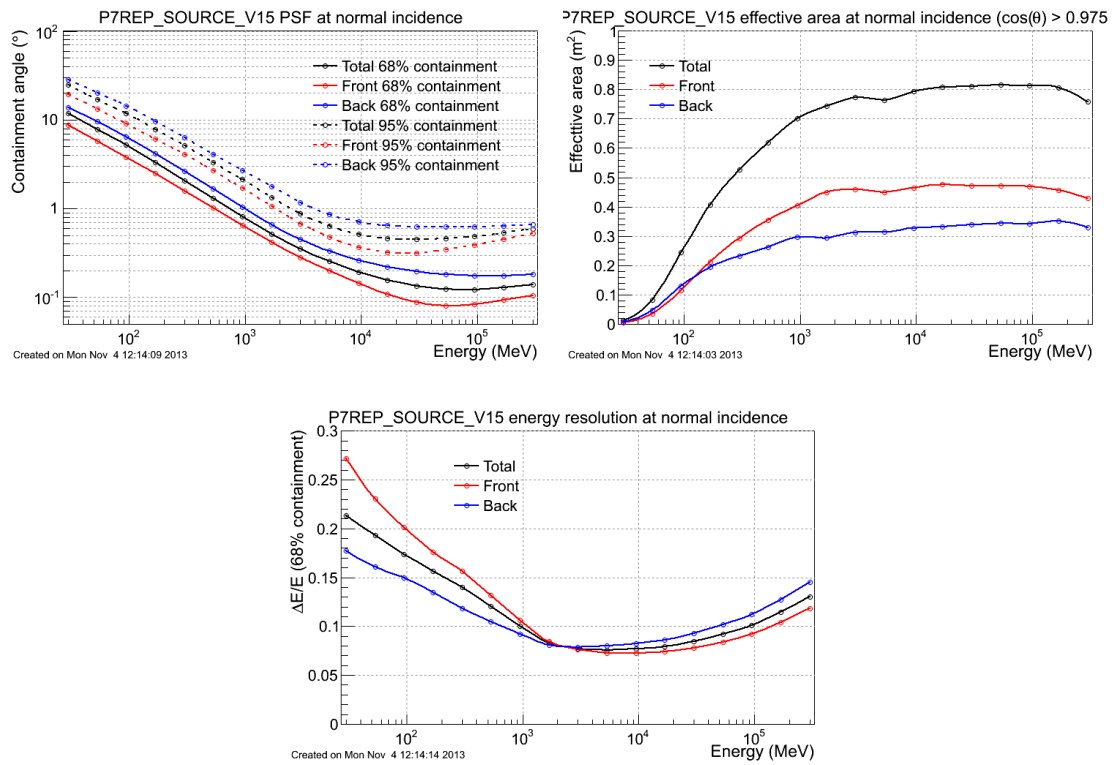 P7REP_SOURCE_V15 PSF at normal incidence
Containment angle (°)
10²
10
1
10⁻¹
Total 68% containment
Front 68% containment
Back 68% containment
Total 95% containment
Front 95% containment
Back 95% containment
10²
10³
10⁴
10⁵
Energy (MeV)
Created on Mon Nov 4 12:14:09 2013
P7REP_SOURCE_V15 effective area at normal incidence (cos(θ) > 0.975
Effecttive area (m²)
1
0.9
0.8
0.7
0.6
0.5
0.4
0.3
0.2
0.1
0
Total
Front
Back
10²
10³
10⁴
10⁵
Energy (MeV)
Created on Mon Nov 4 12:14:03 2013
P7REP_SOURCE_V15 energy resolution at normal incidence
ΔE/E (68% containment)
0.3
0.25
0.2
0.15
0.1
0.05
0
Total
Front
Back
10²
10³
10⁴
10⁵
Energy (MeV)
Created on Mon Nov 4 12:14:14 2013